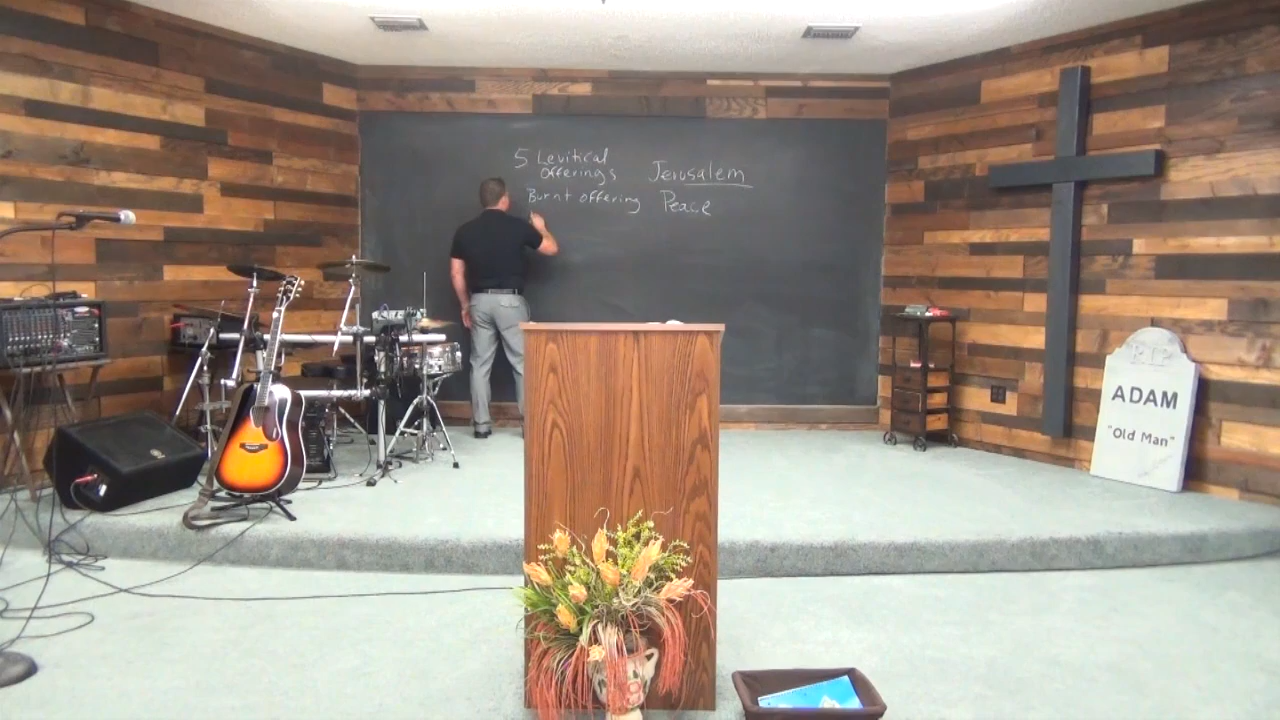 5 Levitical
Offerings
Burnt offering
Jerusalem
Peace
RIP
ADAM
"Old Man"